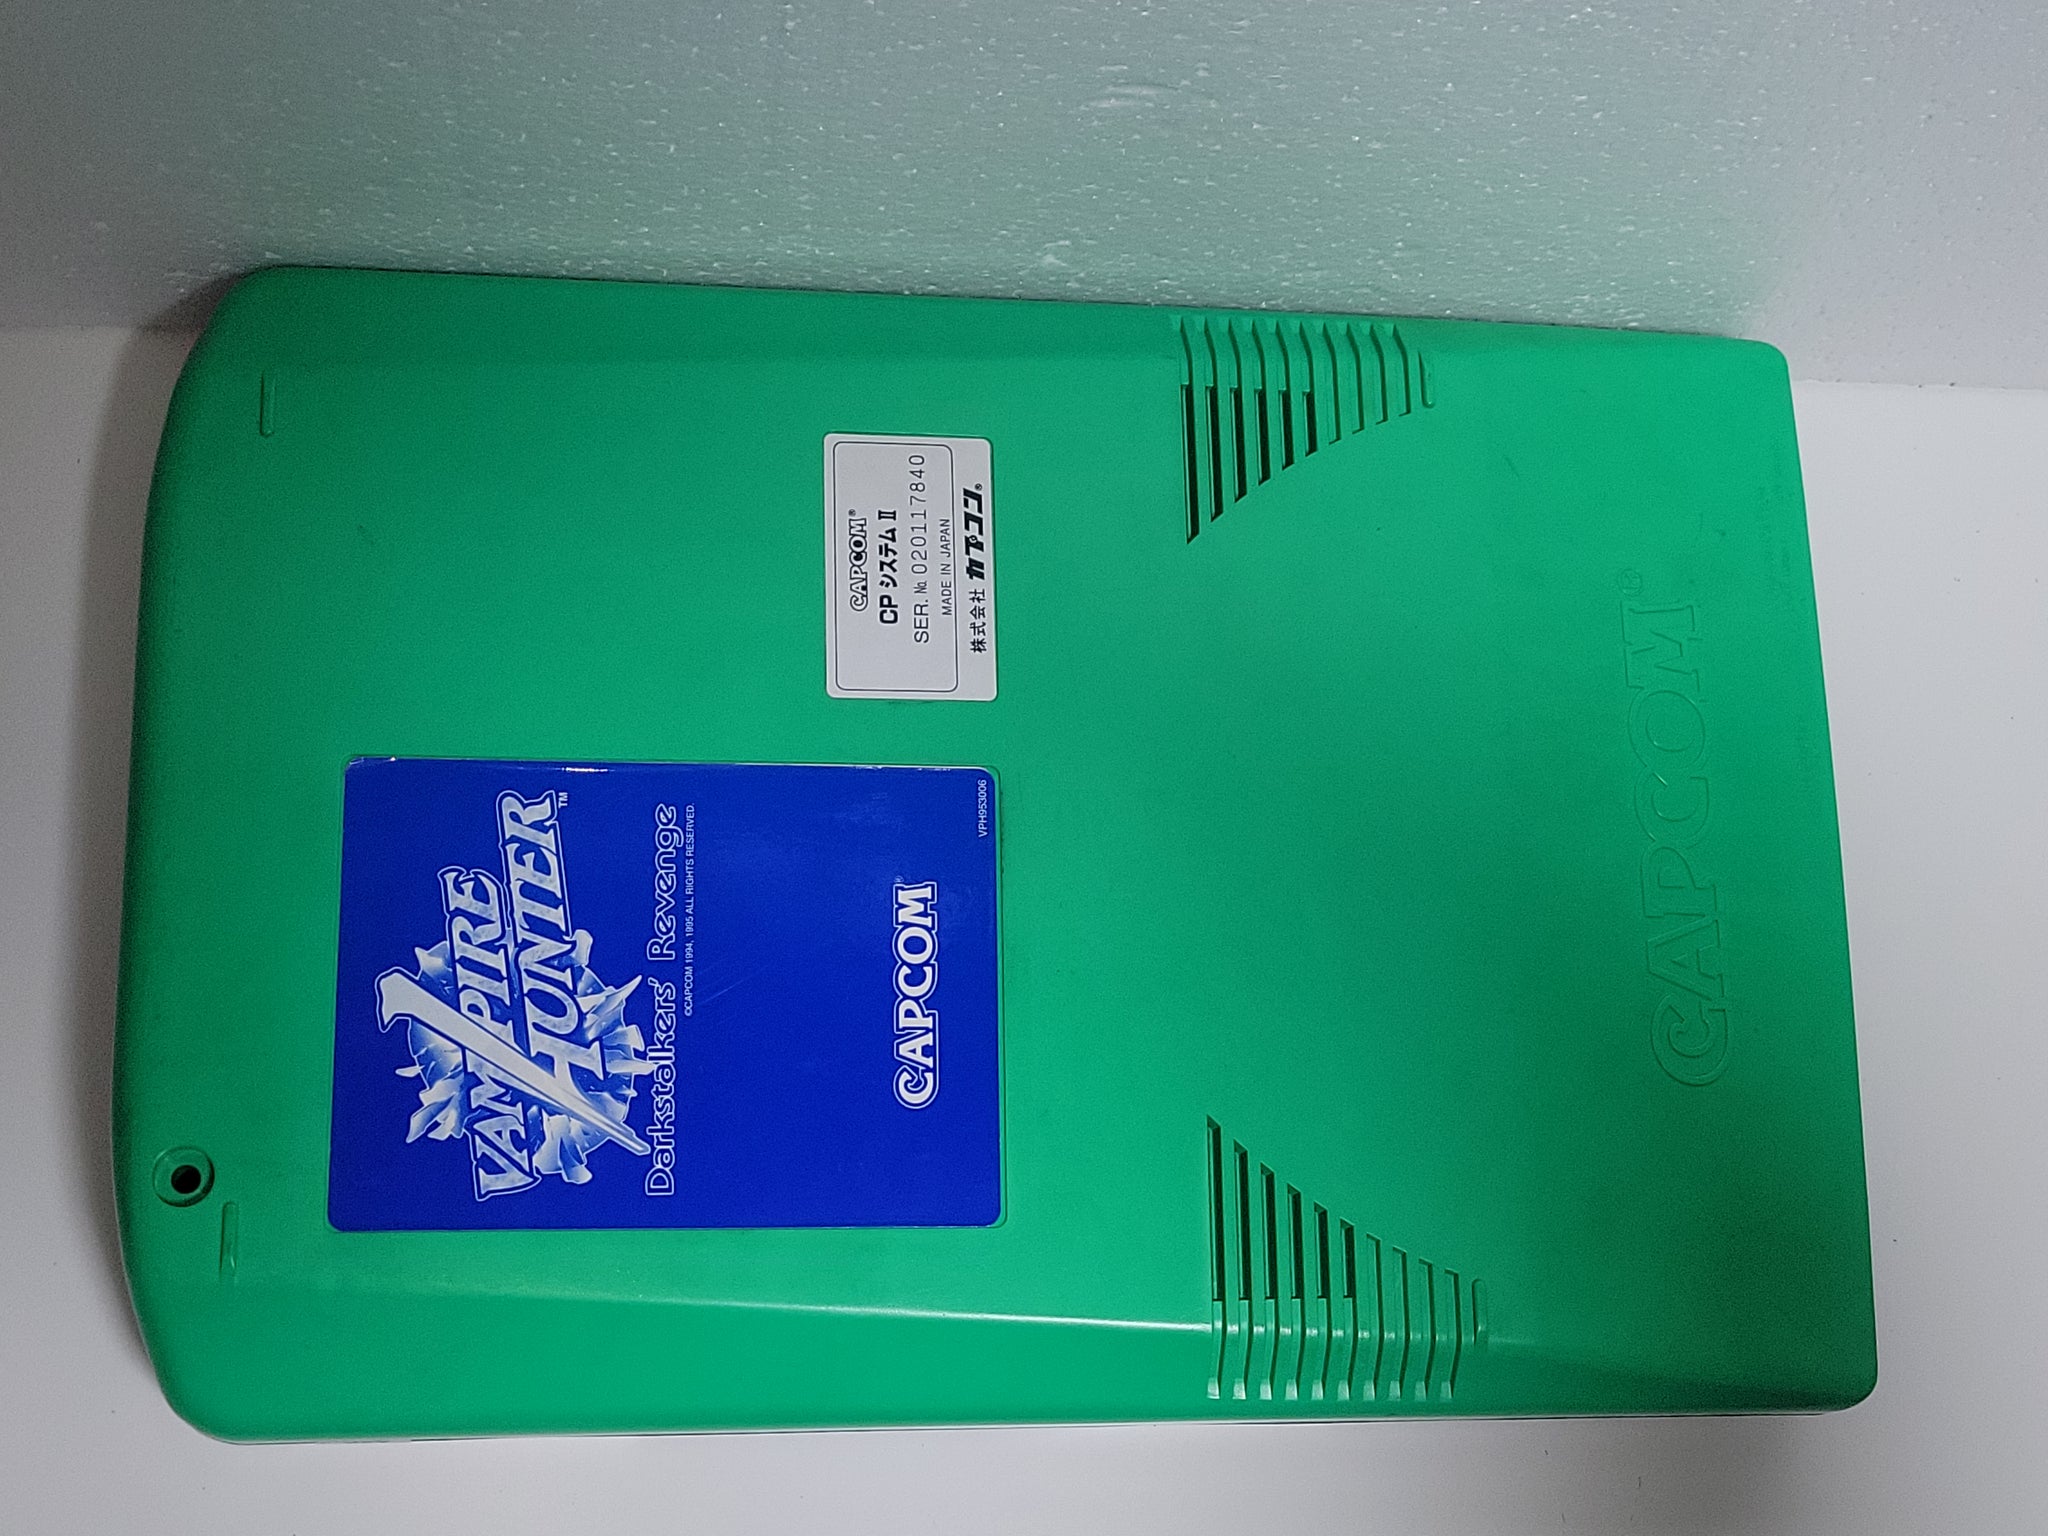 CAPCOM®
CP システムⅡ
SER.№ 020117840
MADE IN JAPAN
株式会社 カプコン®
VAMPIRE
HUNTER™
Darkstalkers' Revenge
©CAPCOM 1994, 1995 ALL RIGHTS RESERVED.
CAPCOM®
VPH953006
CAPCOM®